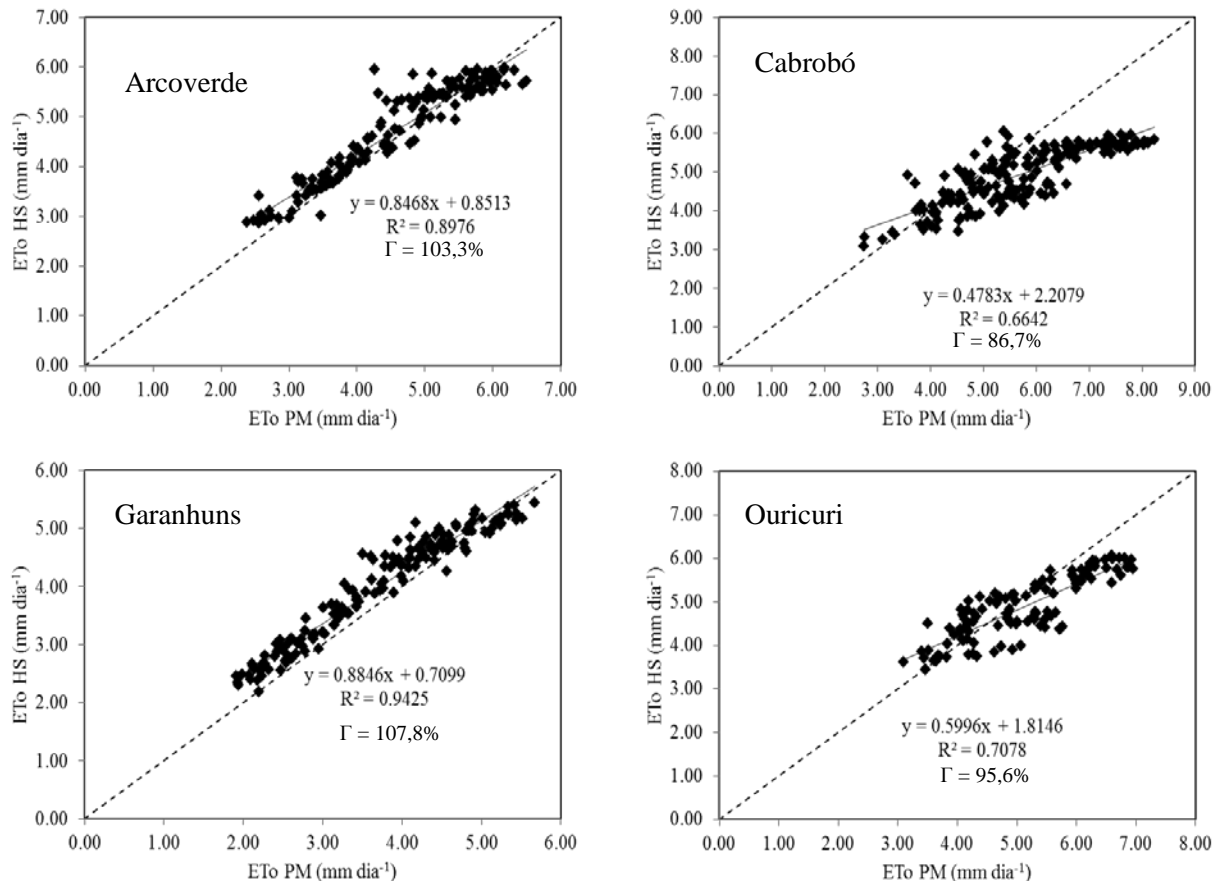 7.00
6.00
5.00
4.00
3.00
2.00
1.00
0.00
ETo HS (mm dia⁻¹)
Arcoverde
y = 0.8468x + 0.8513
R² = 0.8976
Γ = 103,3%
0.00 1.00 2.00 3.00 4.00 5.00 6.00 7.00
ETo PM (mm dia⁻¹)
9.00
8.00
7.00
6.00
5.00
4.00
3.00
2.00
1.00
0.00
ETo HS (mm dia⁻¹)
Cabrobó
y = 0.4783x + 2.2079
R² = 0.6642
Γ = 86,7%
0.00 1.00 2.00 3.00 4.00 5.00 6.00 7.00 8.00 9.00
ETo PM (mm dia⁻¹)
6.00
5.00
4.00
3.00
2.00
1.00
0.00
ETo HS (mm dia⁻¹)
Garanhuns
y = 0.8846x + 0.7099
R² = 0.9425
Γ = 107,8%
0.00 1.00 2.00 3.00 4.00 5.00 6.00
ETo PM (mm dia⁻¹)
8.00
7.00
6.00
5.00
4.00
3.00
2.00
1.00
0.00
ETo HS (mm dia⁻¹)
Ouricuri
y = 0.5996x + 1.8146
R² = 0.7078
Γ = 95,6%
0.00 1.00 2.00 3.00 4.00 5.00 6.00 7.00 8.00
ETo PM (mm dia⁻¹)